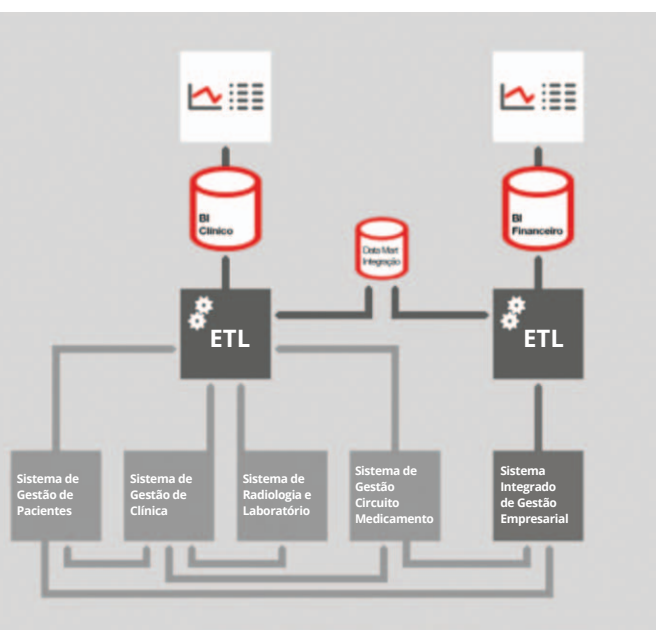 BI
Clínico
Data Mart
Integração
BI
Financeiro
ETL
ETL
Sistema de
Gestão de
Pacientes
Sistema de
Gestão de
Clínica
Sistema de
Radiologia e
Laboratório
Sistema de
Gestão
Circuito
Medicamento
Sistema
Integrado
de Gestão
Empresarial